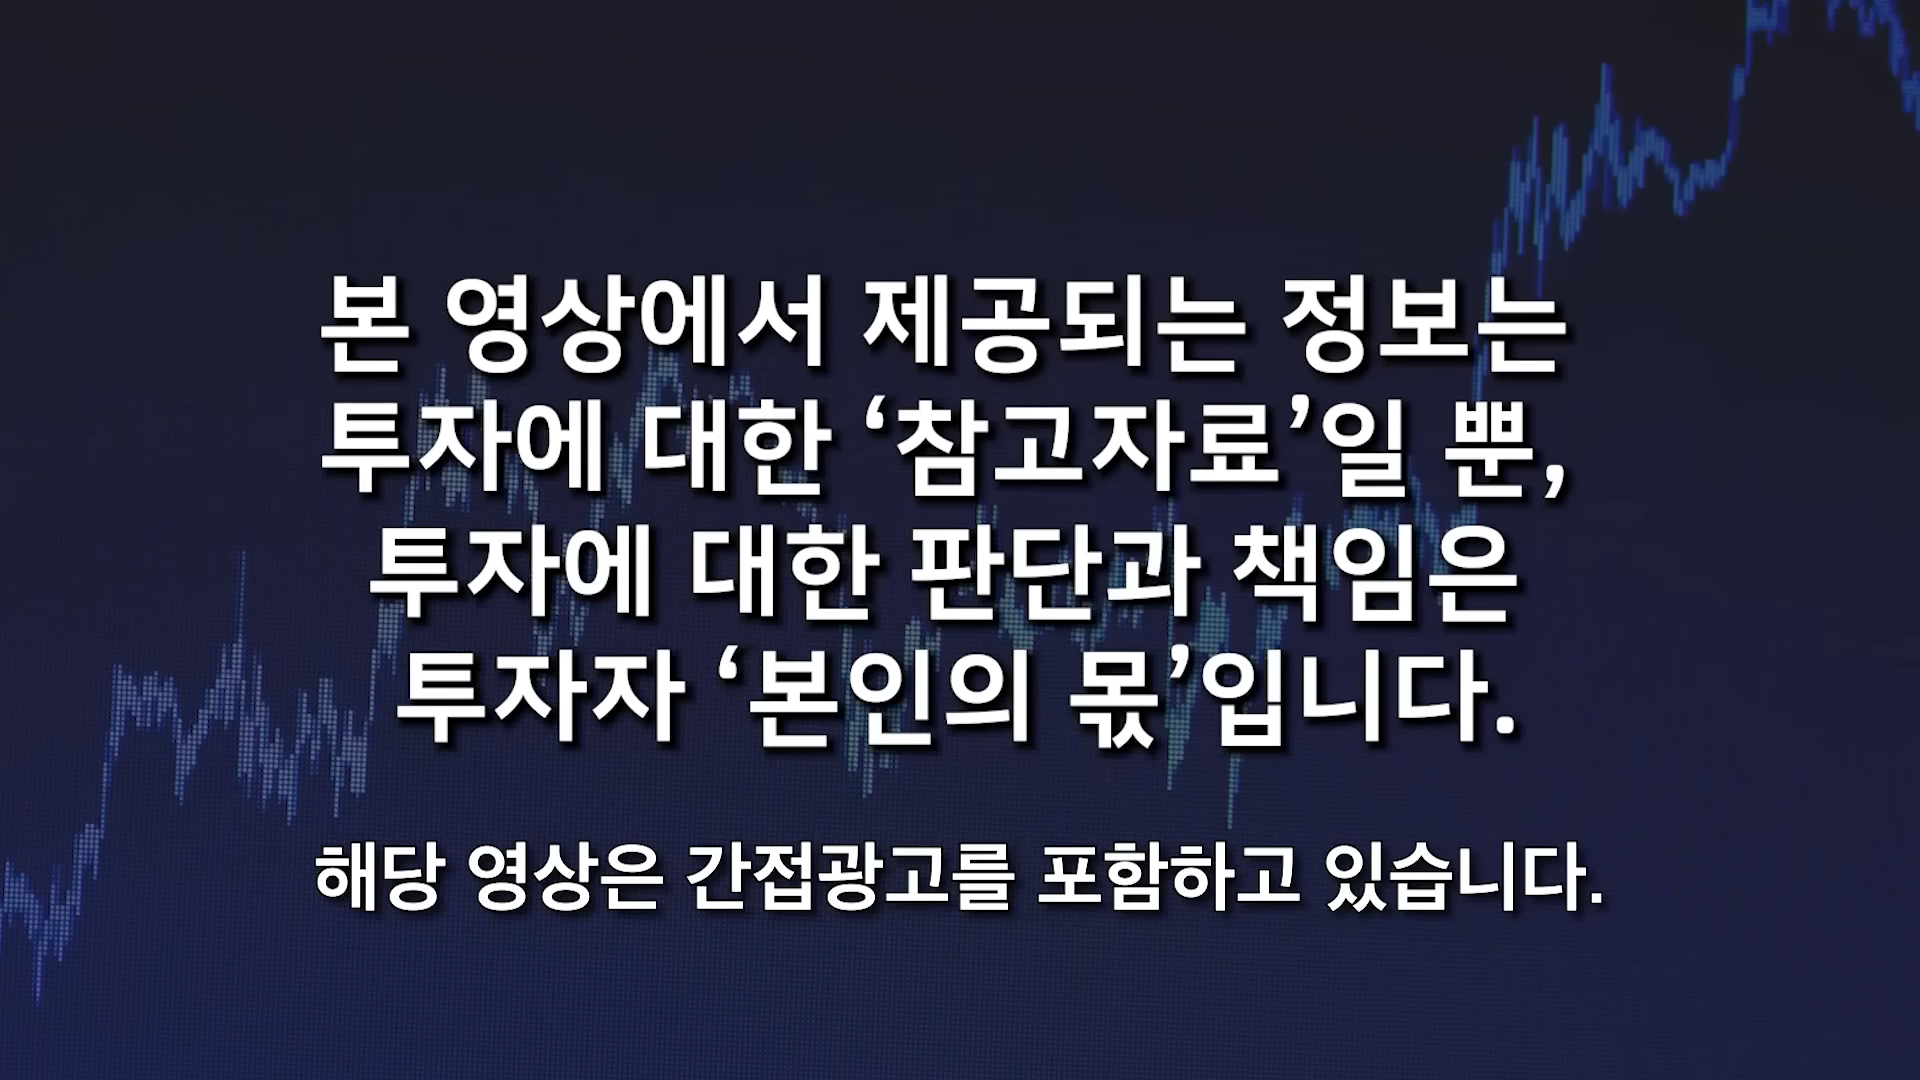 본 영상에서 제공되는 정보는
투자에 대한 ‘참고자료’일 뿐,
투자에 대한 판단과 책임은
투자자 ‘본인의 몫’입니다.
해당 영상은 간접광고를 포함하고 있습니다.